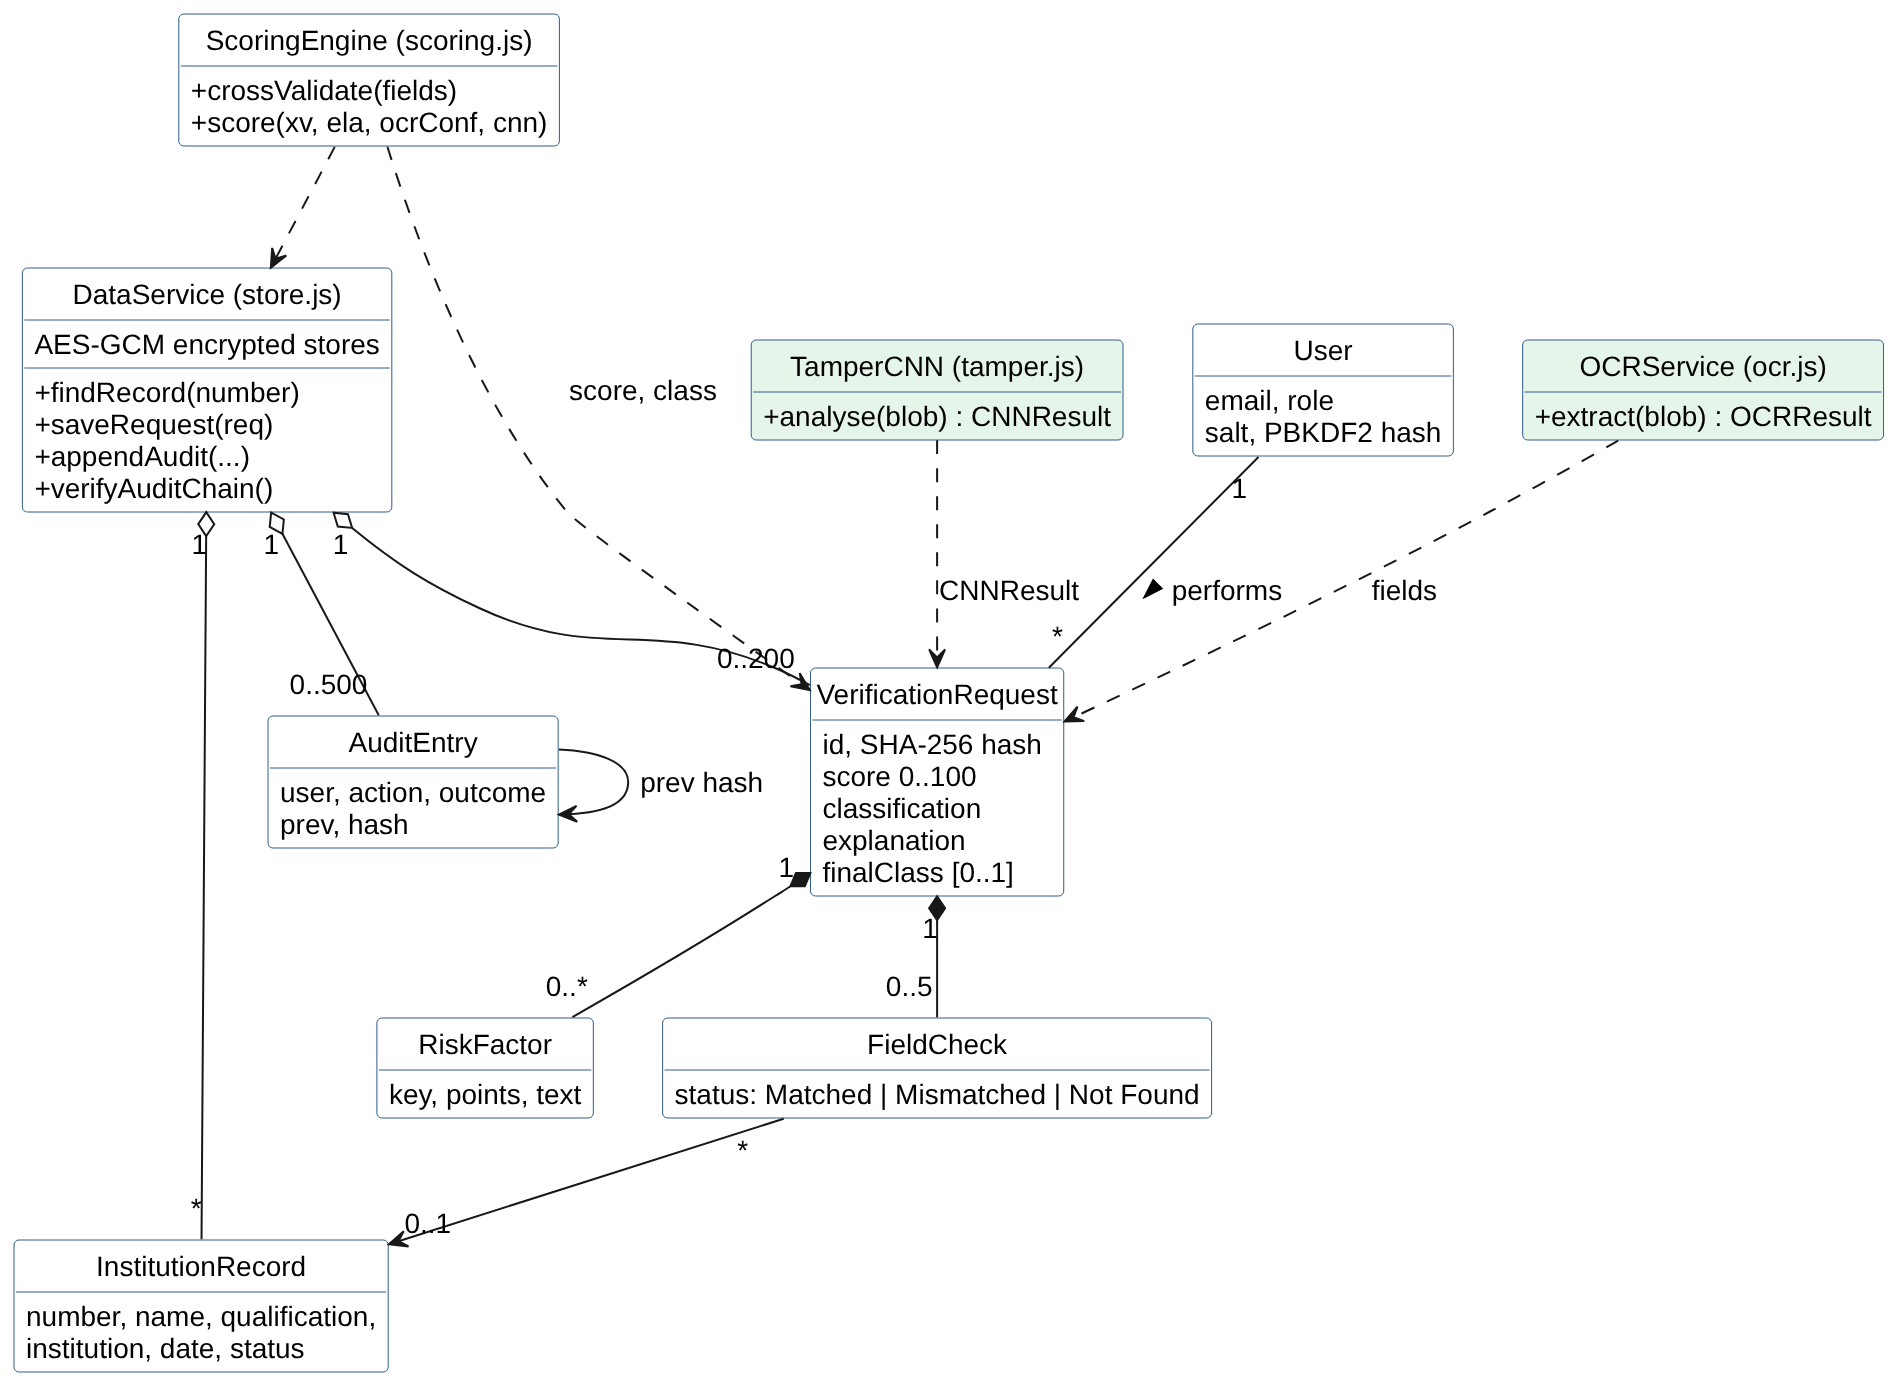 ScoringEngine (scoring.js)
+crossValidate(fields)
+score(xv, ela, ocrConf, cnn)
DataService (store.js)
AES-GCM encrypted stores
+findRecord(number)
+saveRequest(req)
+appendAudit(...)
+verifyAuditChain()
score, class
TamperCNN (tamper.js)
+analyse(blob) : CNNResult
User
email, role
salt, PBKDF2 hash
OCRService (ocr.js)
+extract(blob) : OCRResult
1
1
1
1
CNNResult
performs
fields
*
0..200
0..500
VerificationRequest
id, SHA-256 hash
score 0..100
classification
explanation
finalClass [0..1]
AuditEntry
user, action, outcome
prev, hash
prev hash
1
1
0..*
0..5
RiskFactor
key, points, text
FieldCheck
status: Matched | Mismatched | Not Found
*
*
0..1
InstitutionRecord
number, name, qualification,
institution, date, status